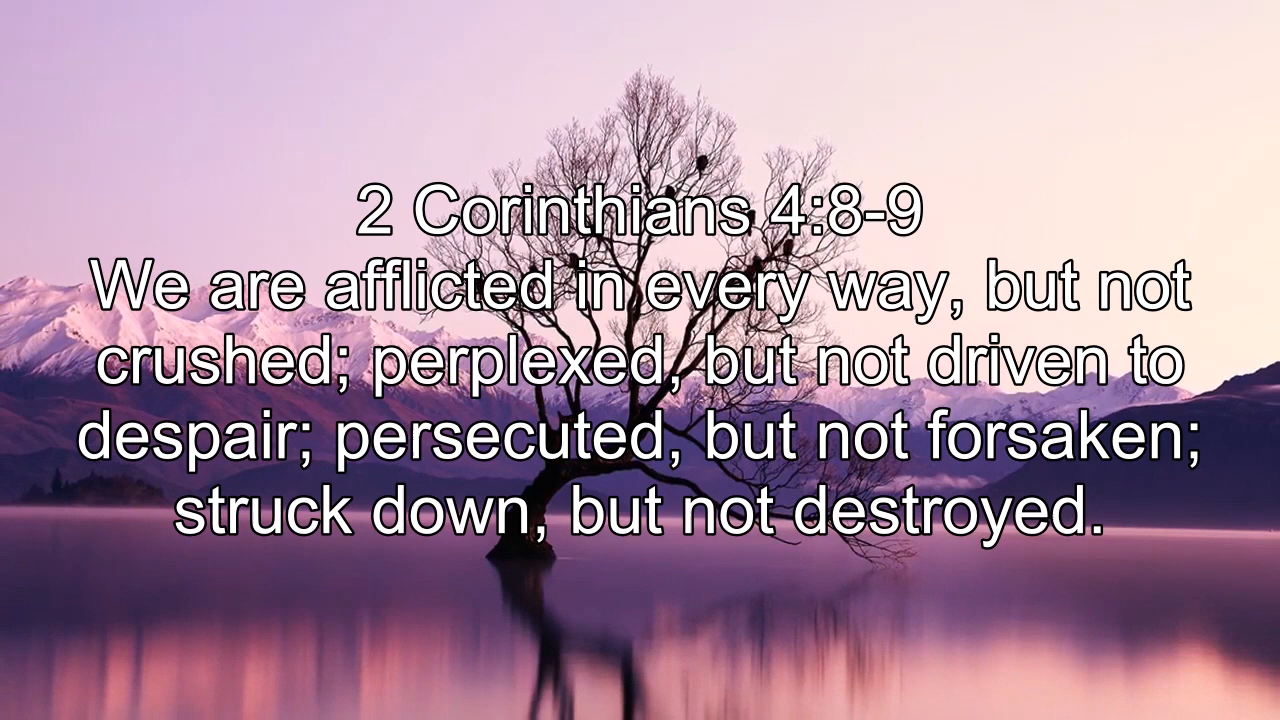 2 Corinthians 4:8-9
We are afflicted in every way, but not
crushed; perplexed, but not driven to
despair; persecuted, but not forsaken;
struck down, but not destroyed.